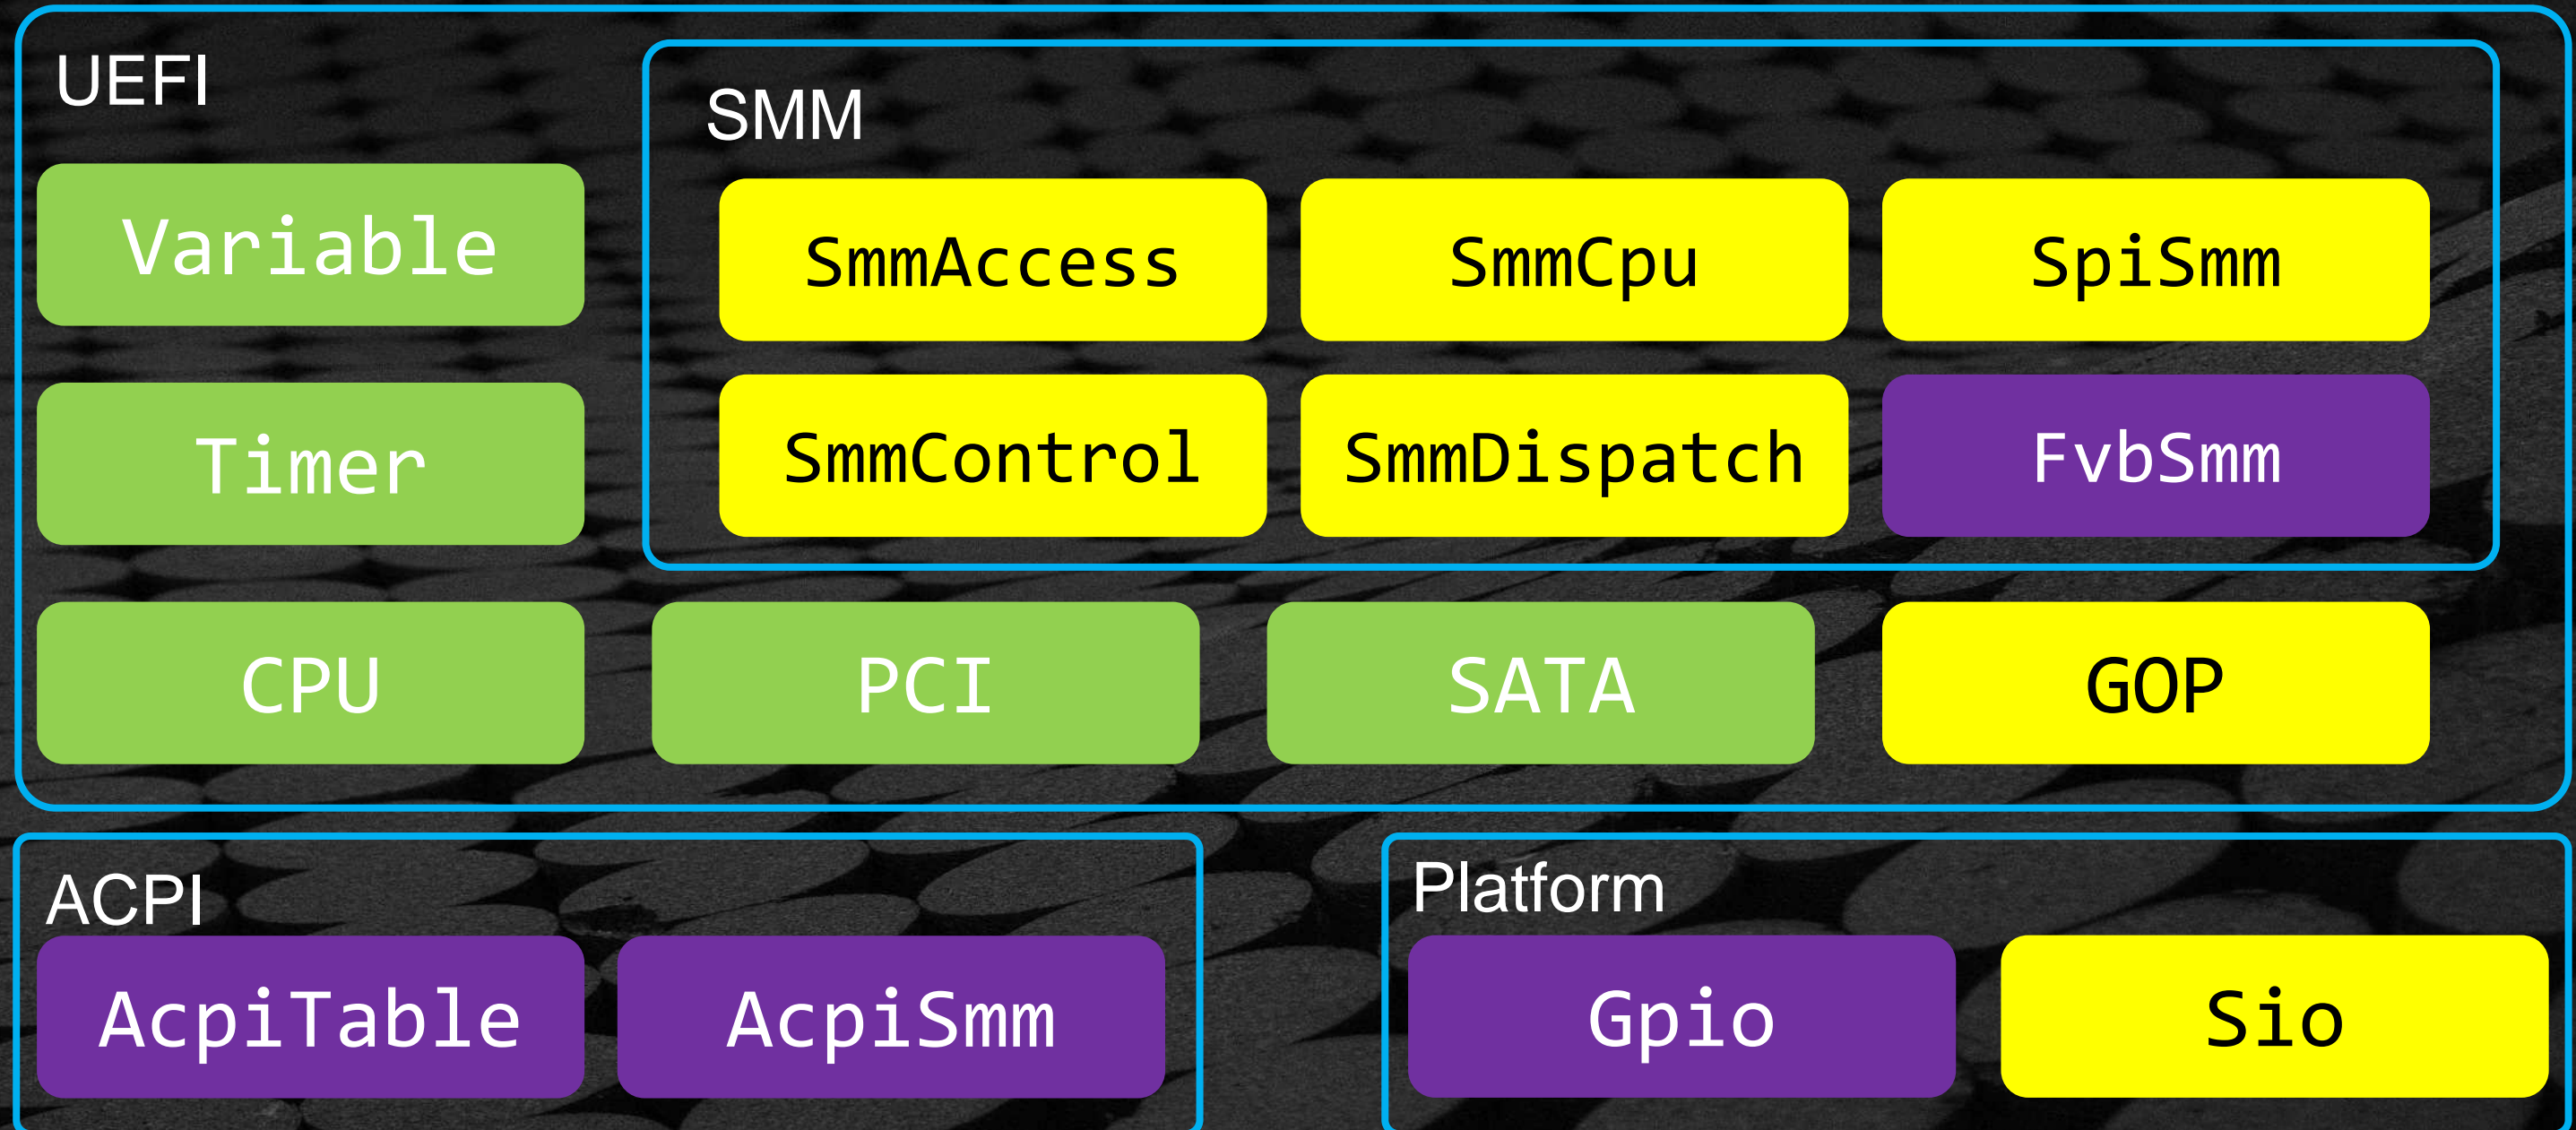 UEFI
SMM
Variable
SmmAccess
SmmCpu
SpiSmm
Timer
SmmControl
SmmDispatch
FvbSmm
CPU
PCI
SATA
GOP
ACPI
AcpiTable
AcpiSmm
Platform
Gpio
Sio